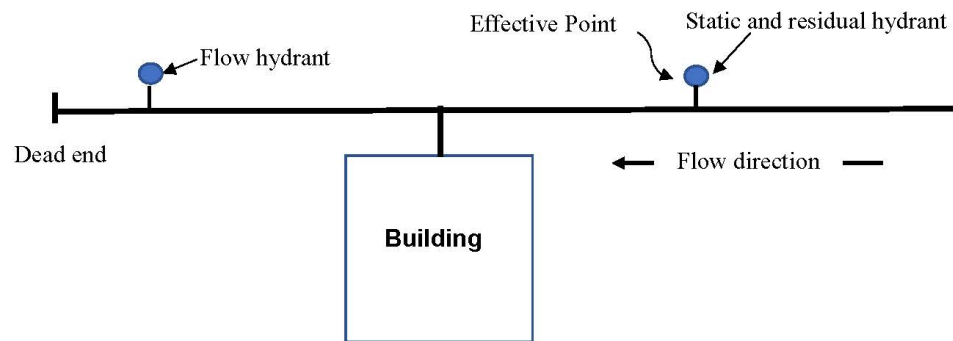 Effective Point
Static and residual hydrant
Flow hydrant
Dead end
Flow direction
Building